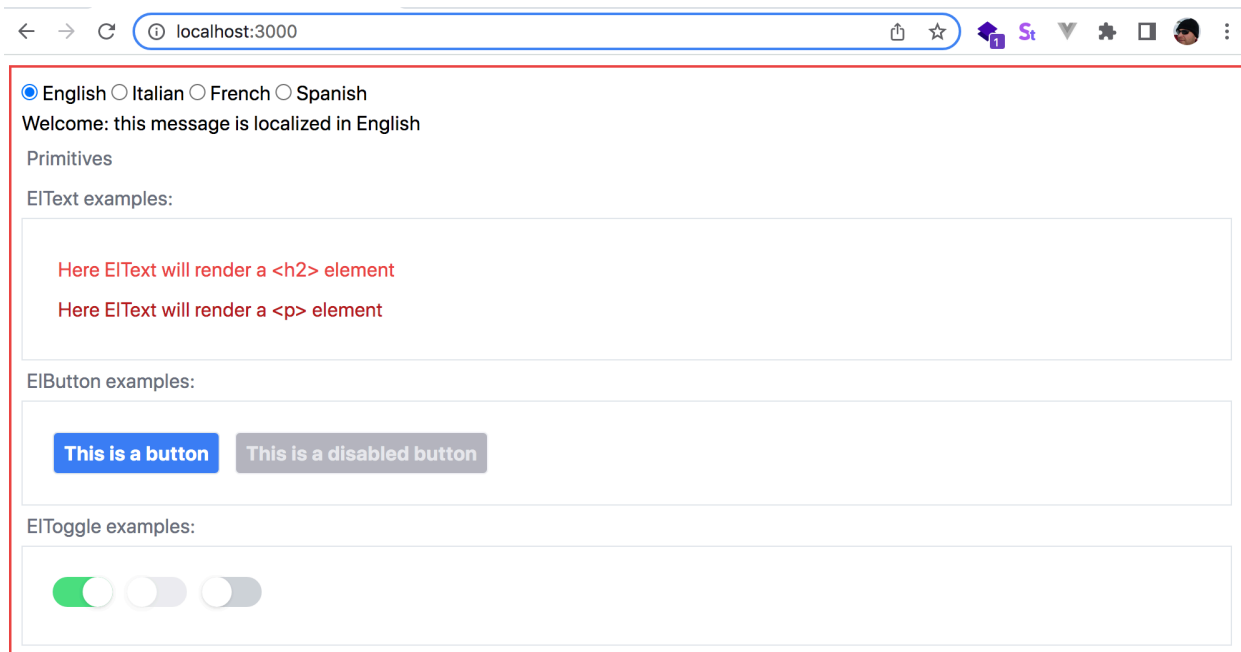 localhost:3000
1
St
English Italian French Spanish
Welcome: this message is localized in English
Primitives
ElText examples:
Here ElText will render a <h2> element
Here ElText will render a <p> element
ElButton examples:
This is a button This is a disabled button
ElToggle examples: